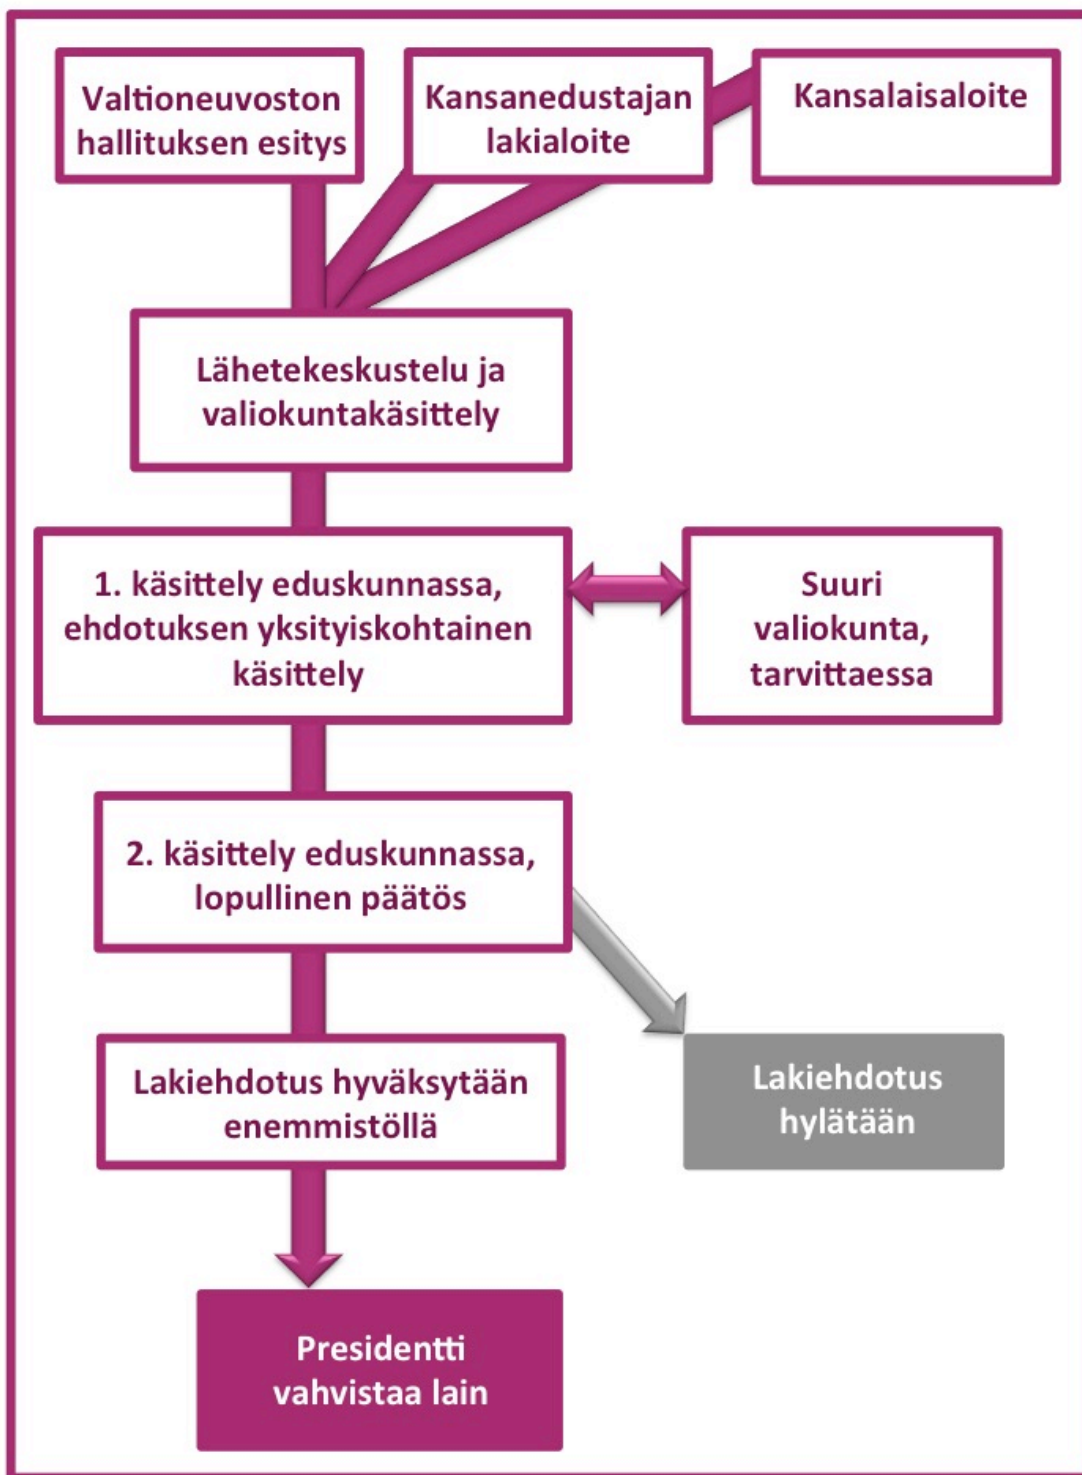 Valtioneuvoston
hallituksen esitys
Kansanedustajan
lakialoite
Kansalaisaloite
Lähetekeskustelu ja
valiokuntakäsittely
1. käsittely eduskunnassa,
ehdotuksen yksityiskohtainen
käsittely
Suuri
valiokunta,
tarvittaessa
2. käsittely eduskunnassa,
lopullinen päätös
Lakiehdotus hyväksytään
enemmistöllä
Lakiehdotus
hylätään
Presidentti
vahvistaa lain